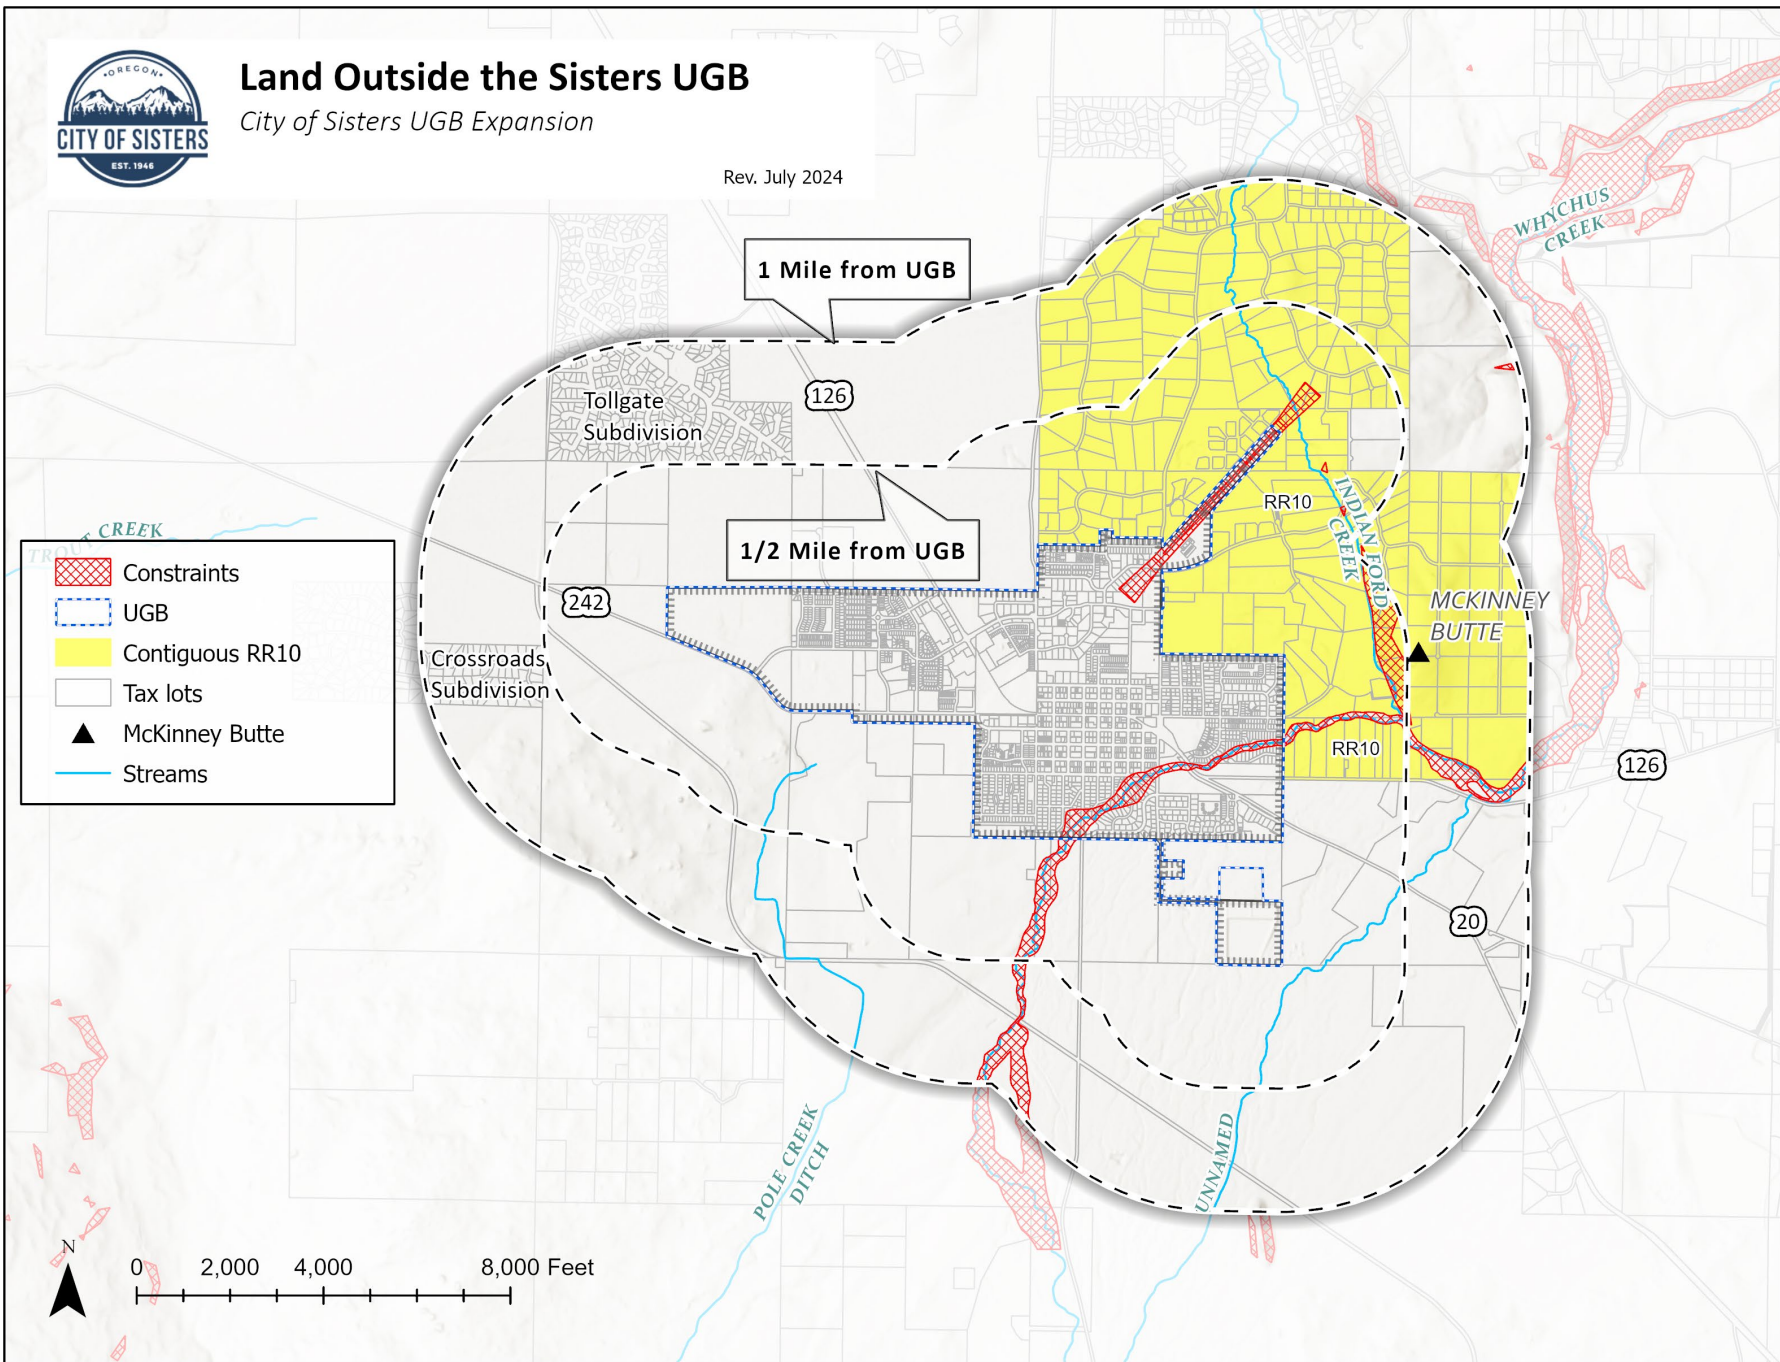 OREGON
CITY OF SISTERS
EST. 1946
Land Outside the Sisters UGB
City of Sisters UGB Expansion
Rev. July 2024
WHYCHUS
CREEK
1 Mile from UGB
Tollgate
Subdivision
126
1/2 Mile from UGB
RR10
INDIAN FORD
CREEK
TROUT CREEK
242
MCKINNEY
BUTTE
Crossroads
Subdivision
RR10
126
20
Constraints
UGB
Contiguous RR10
Tax lots
McKinney Butte
Streams
POLE CREEK
DITCH
UNNAMED
N
0 2,000 4,000 8,000 Feet